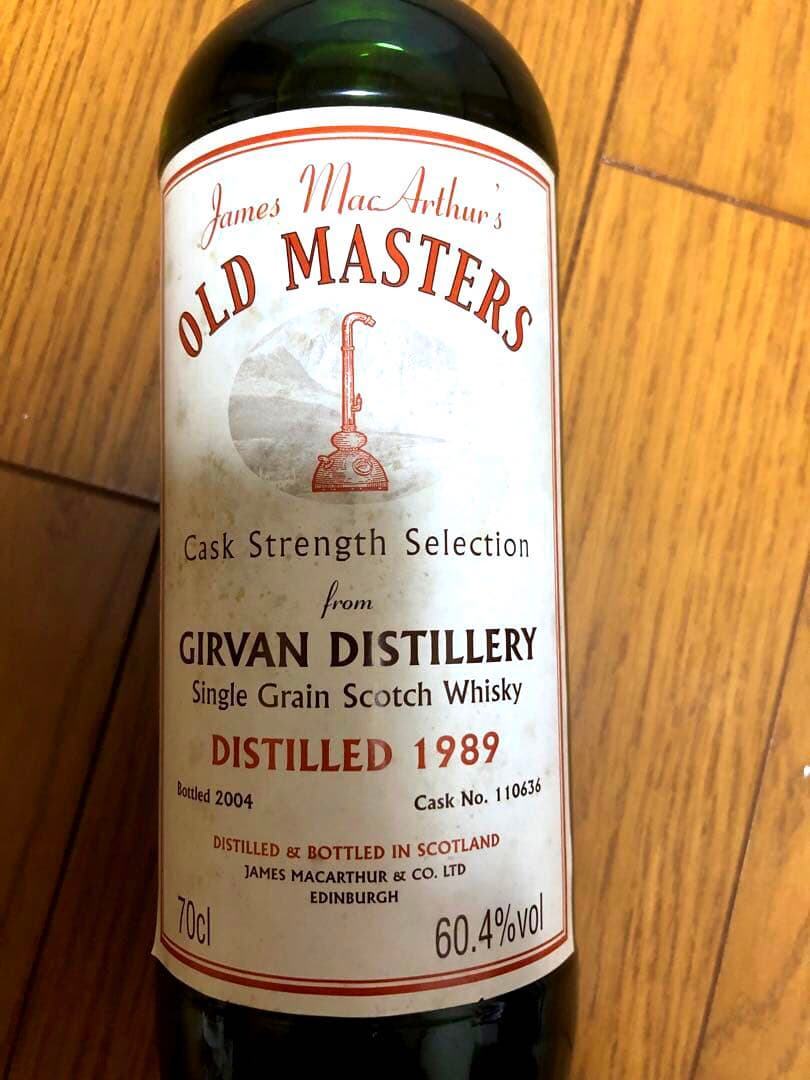 James MacArthur's
OLD MASTERS
Cask Strength Selection
from
GIRVAN DISTILLERY
Single Grain Scotch Whisky
DISTILLED 1989
Bottled 2004 Cask No. 110636
DISTILLED & BOTTLED IN SCOTLAND
JAMES MACARTHUR & CO. LTD
EDINBURGH
70cl 60.4%vol